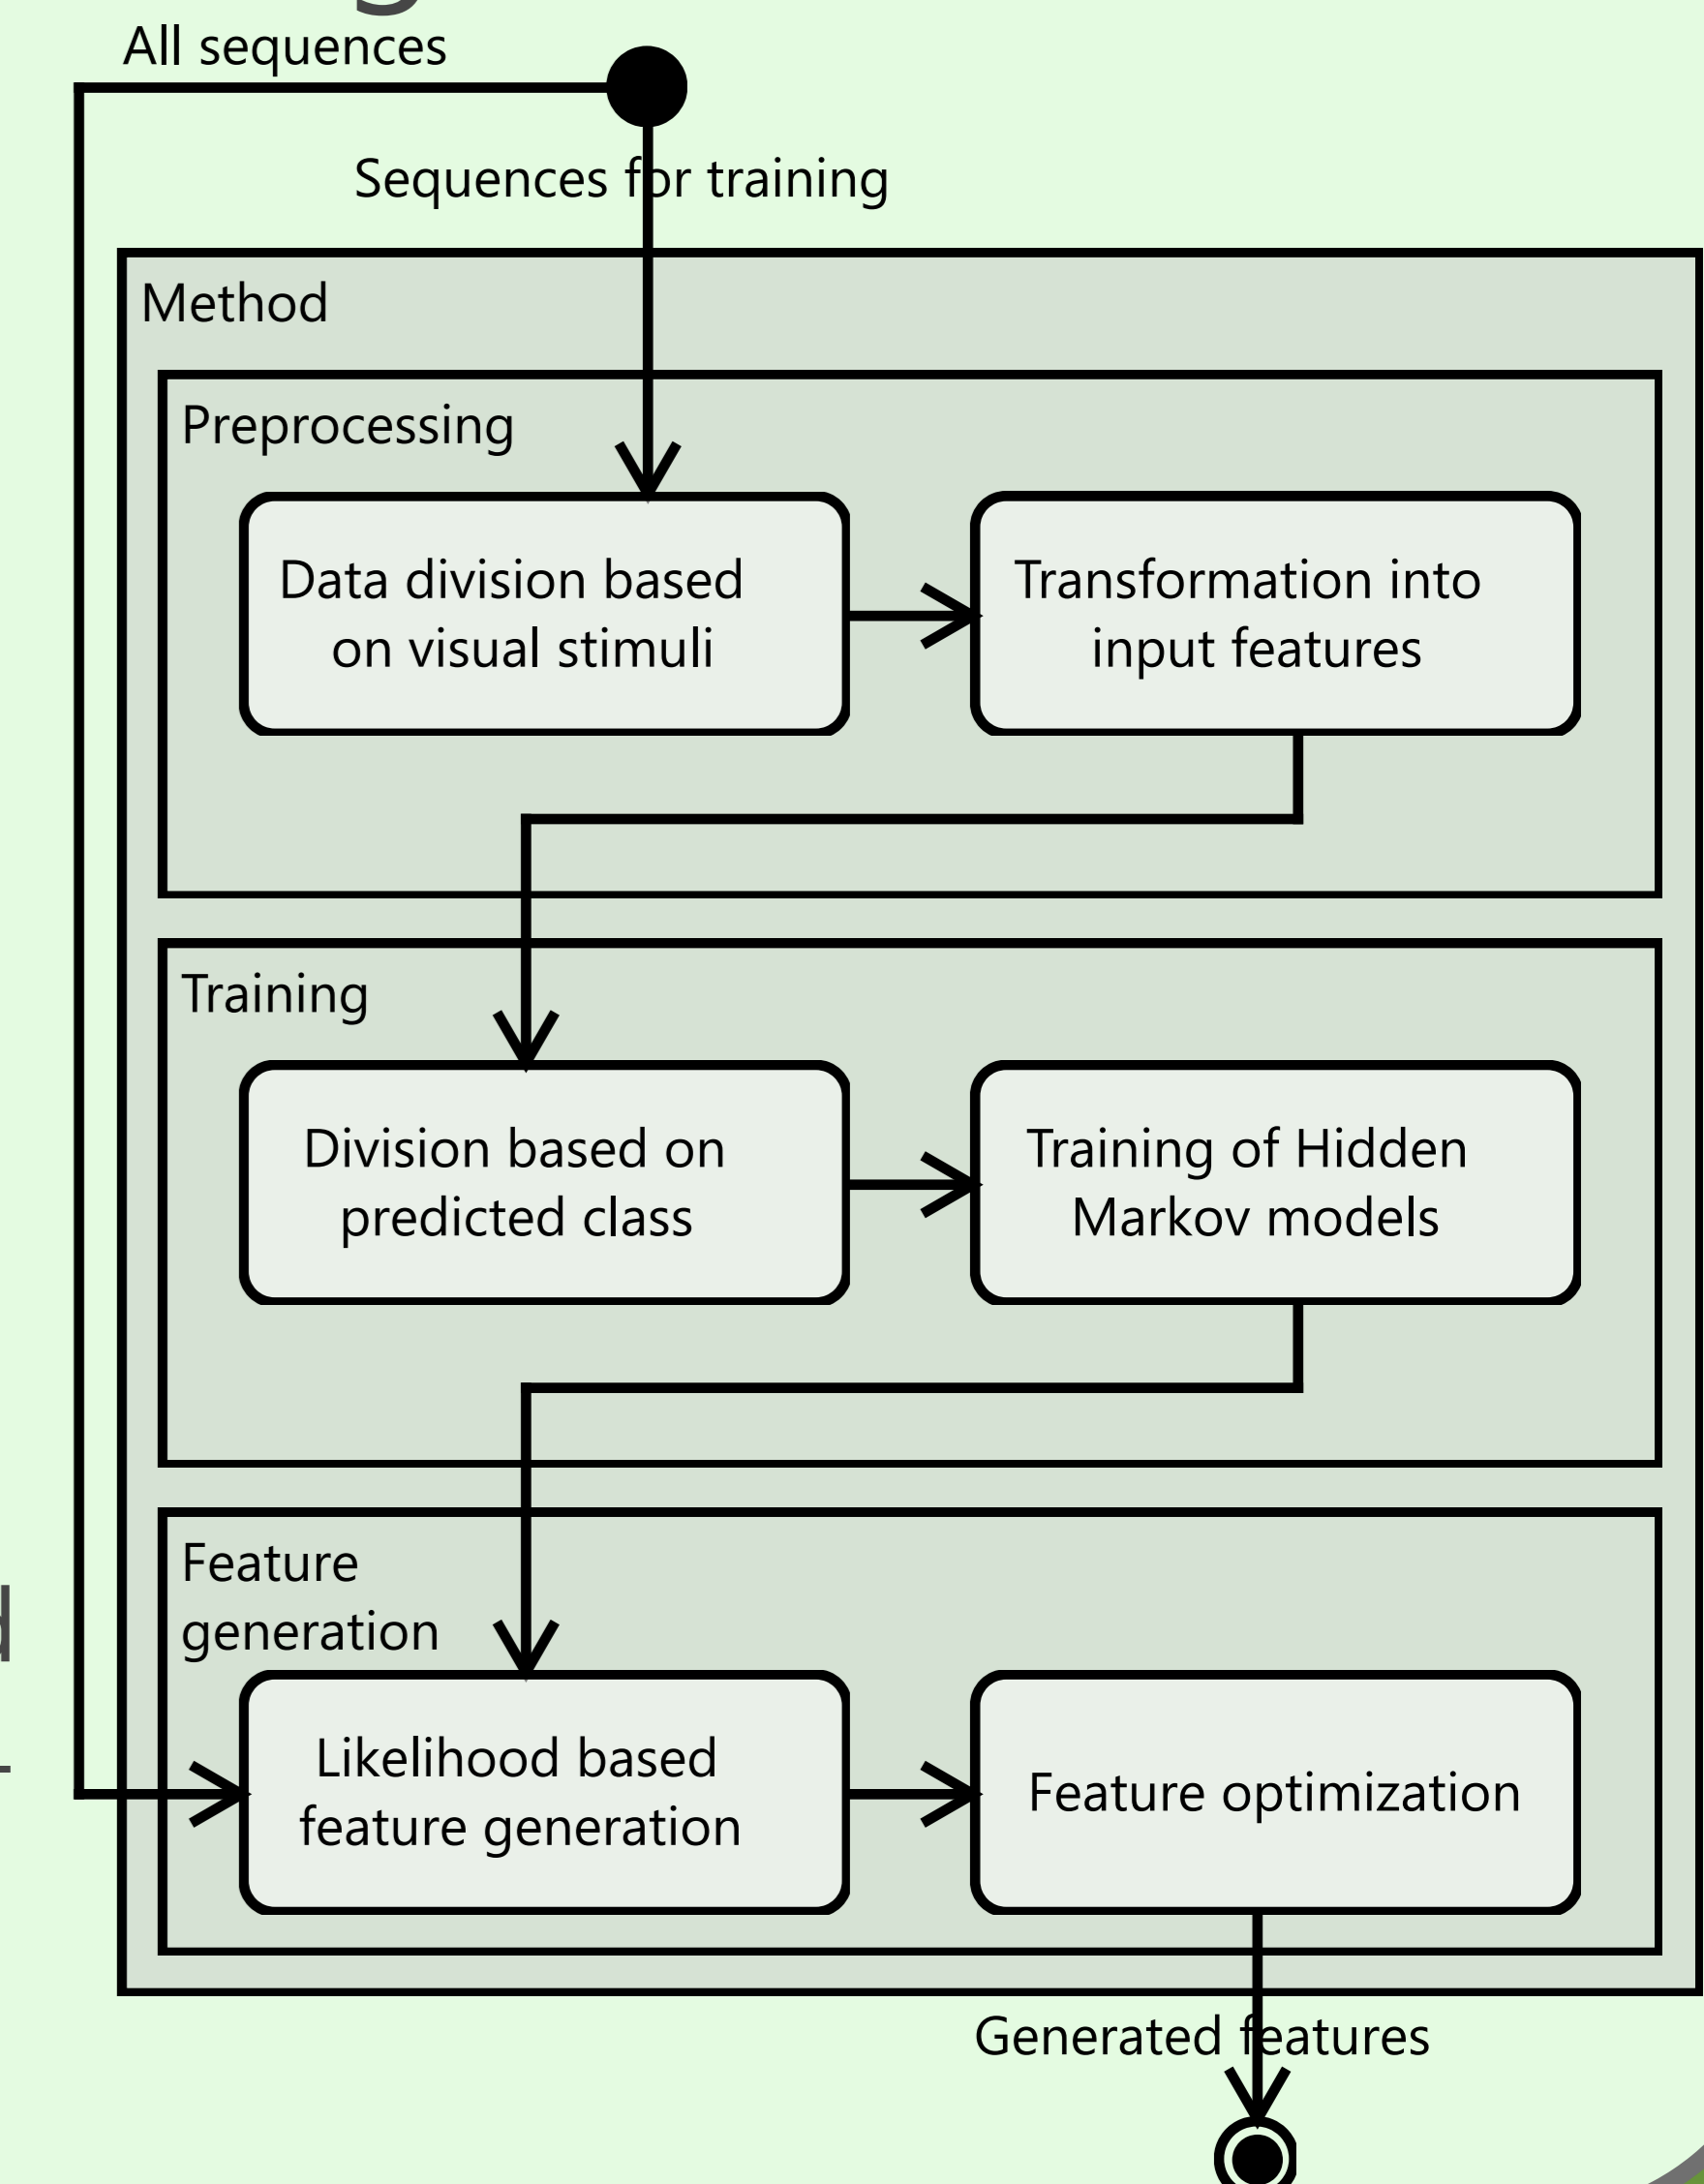 All sequences
Sequences for training
Method
Preprocessing
Data division based
on visual stimuli
Transformation into
input features
Training
Division based on
predicted class
Training of Hidden
Markov models
Feature
generation
Likelihood based
feature generation
Feature optimization
Generated features